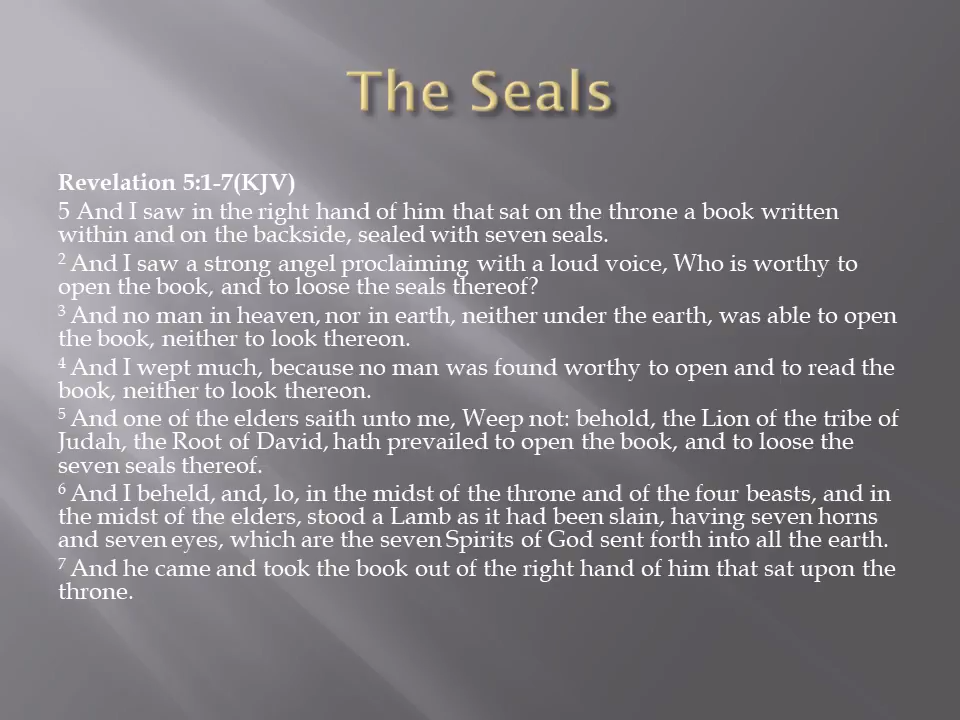 The Seals
Revelation 5:1-7(KJV)
5 And I saw in the right hand of him that sat on the throne a book written
within and on the backside, sealed with seven seals.
2 And I saw a strong angel proclaiming with a loud voice, Who is worthy to
open the book, and to loose the seals thereof?
3 And no man in heaven, nor in earth, neither under the earth, was able to open
the book, neither to look thereon.
4 And I wept much, because no man was found worthy to open and to read the
book, neither to look thereon.
5 And one of the elders saith unto me, Weep not: behold, the Lion of the tribe of
Judah, the Root of David, hath prevailed to open the book, and to loose the
seven seals thereof.
6 And I beheld, and, lo, in the midst of the throne and of the four beasts, and in
the midst of the elders, stood a Lamb as it had been slain, having seven horns
and seven eyes, which are the seven Spirits of God sent forth into all the earth.
7 And he came and took the book out of the right hand of him that sat upon the
throne.